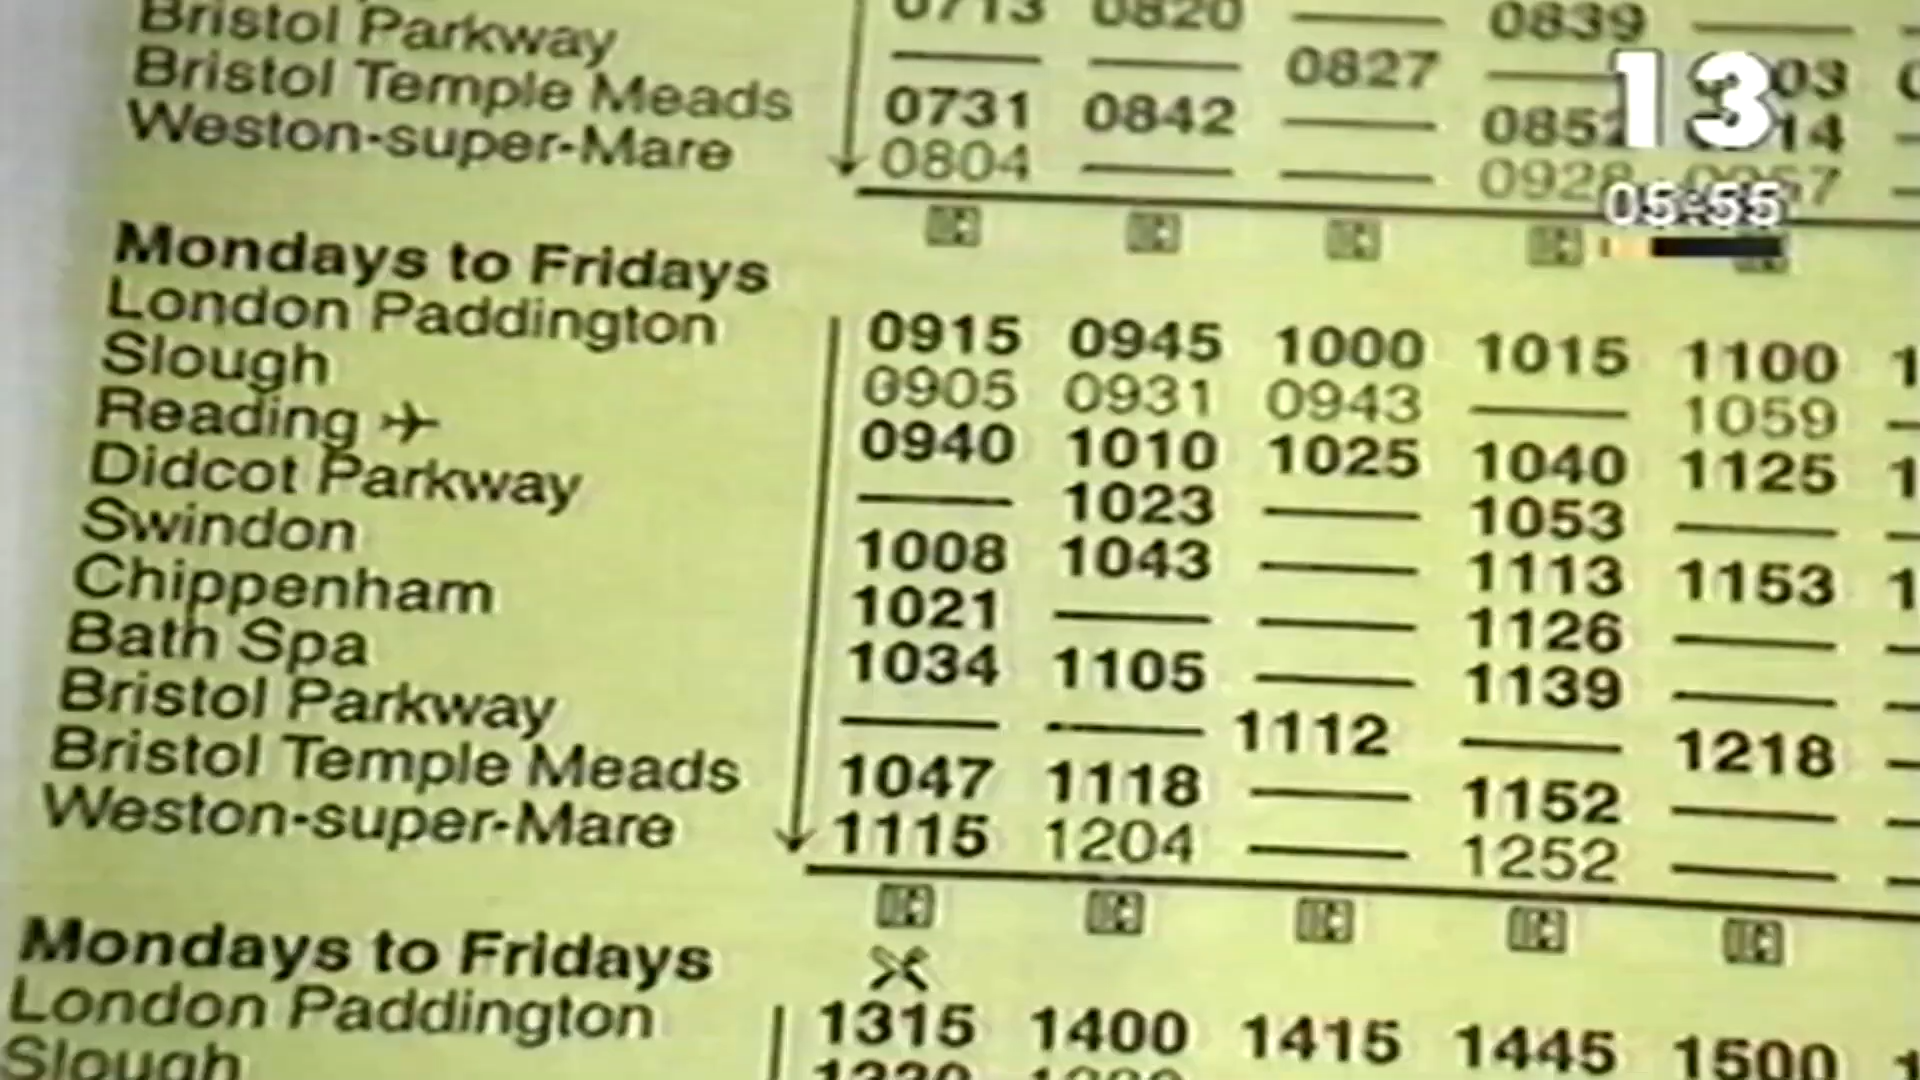 0713 0820 — 0839 —
Bristol Parkway — — 0827 —
Bristol Temple Meads 0731 0842 — 0852 14
Weston-super-Mare 0804 — — 0928
13
05:55
Mondays to Fridays
London Paddington 0915 0945 1000 1015 1100
Slough 0905 0931 0943 — 1059
Reading 0940 1010 1025 1040 1125
Didcot Parkway — 1023 — 1053 —
Swindon 1008 1043 — 1113 1153
Chippenham 1021 — — 1126 —
Bath Spa 1034 1105 — 1139 —
Bristol Parkway — — 1112 — 1218
Bristol Temple Meads 1047 1118 — 1152 —
Weston-super-Mare 1115 1204 — 1252 —
Mondays to Fridays
London Paddington 1315 1400 1415 1445 1500
Slough